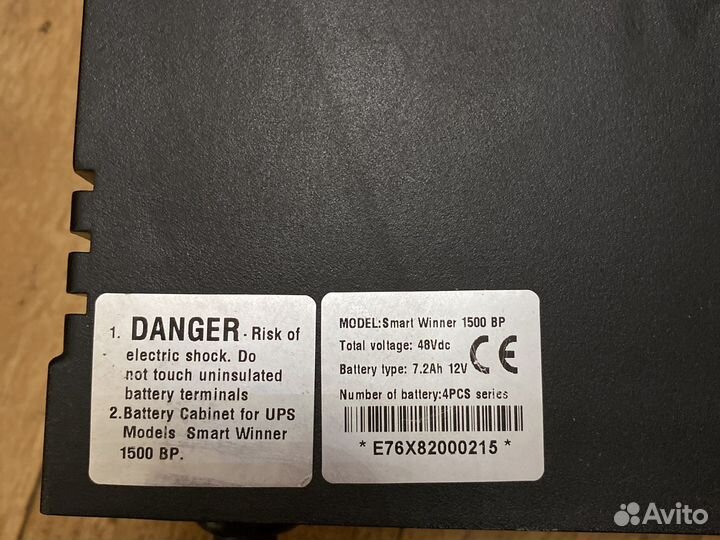 1. DANGER - Risk of
electric shock. Do
not touch uninsulated
battery terminals
2. Battery Cabinet for UPS
Models Smart Winner
1500 BP.
MODEL:Smart Winner 1500 BP
Total voltage: 48Vdc
Battery type: 7.2Ah 12V
CE
Number of battery:4PCS series
* E76X82000215 *
Avito